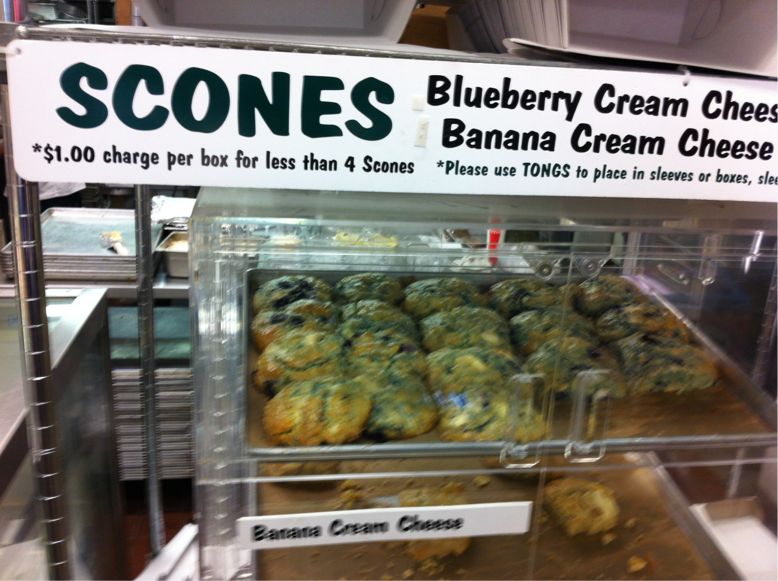 SCONES
*$1.00 charge per box for less than 4 Scones
Blueberry Cream Chees
Banana Cream Cheese
*Please use TONGS to place in sleeves or boxes, slee
Banana Cream Cheese